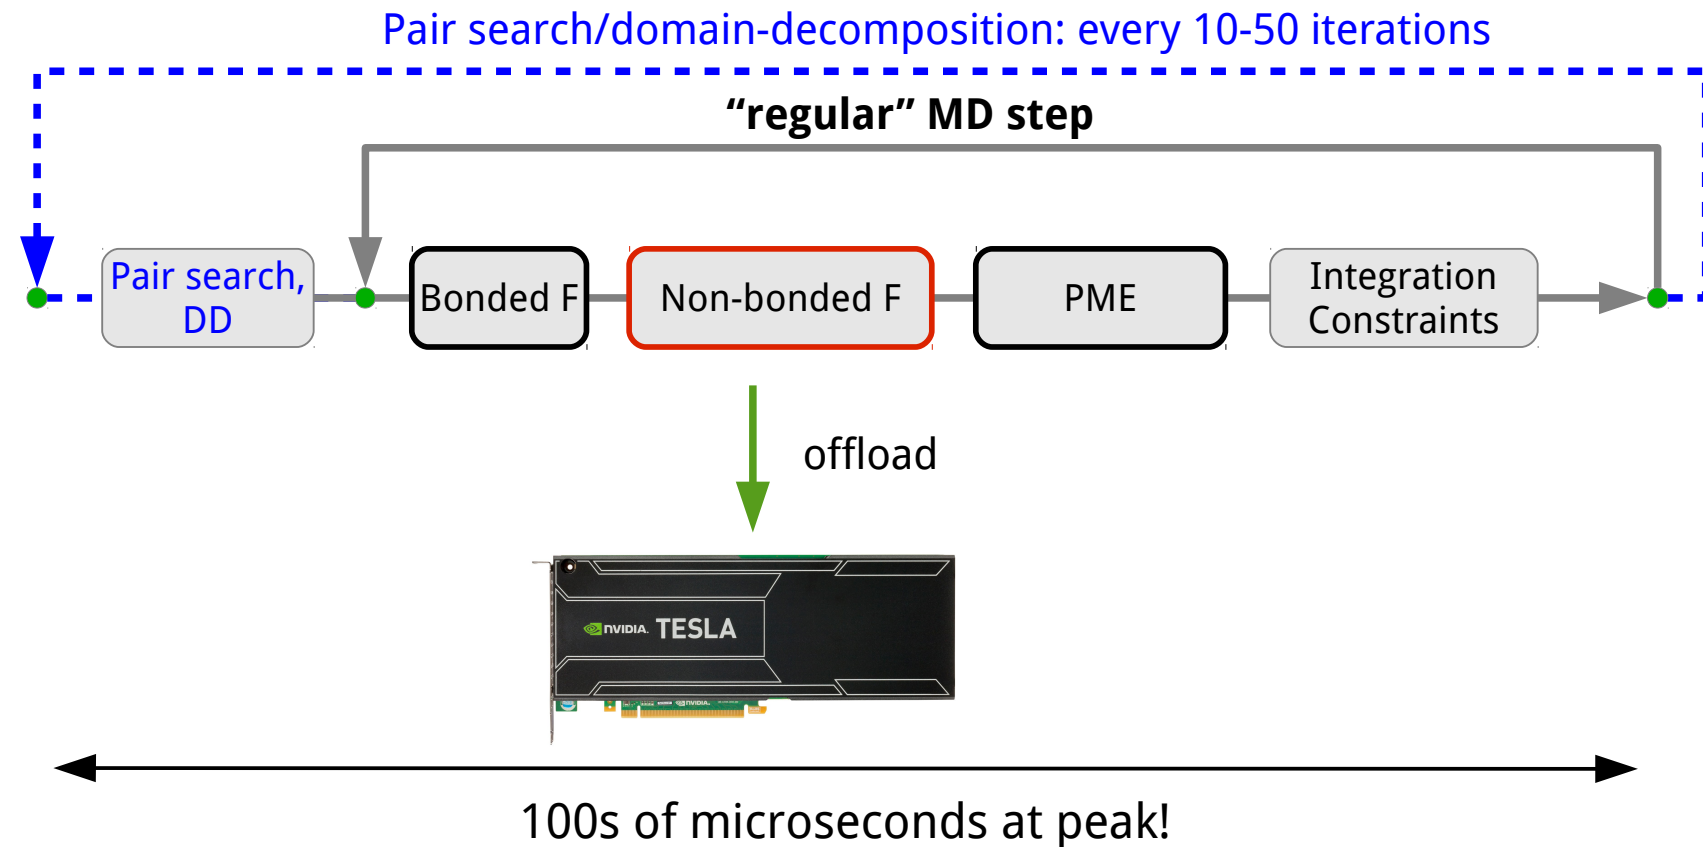 Pair search/domain-decomposition: every 10-50 iterations
“regular” MD step
Pair search,
DD
Bonded F
Non-bonded F
PME
Integration
Constraints
offload
NVIDIA. TESLA
NVIDIA.
100s of microseconds at peak!